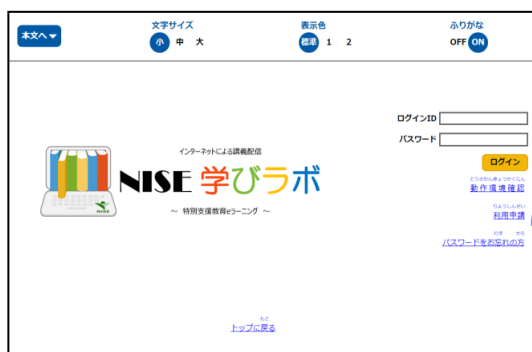 本文へ
文字サイズ
小 中 大
表示色
標準 1 2
ふりがな
OFF ON
ログインID
パスワード
ログイン
どうさかんきょうかくにん
動作環境確認
りようしんせい
利用申請
わす かた
パスワードをお忘れの方
インターネットによる講義配信
NISE 学びラボ
～ 特別支援教育eラーニング ～
NISE
もど
トップに戻る